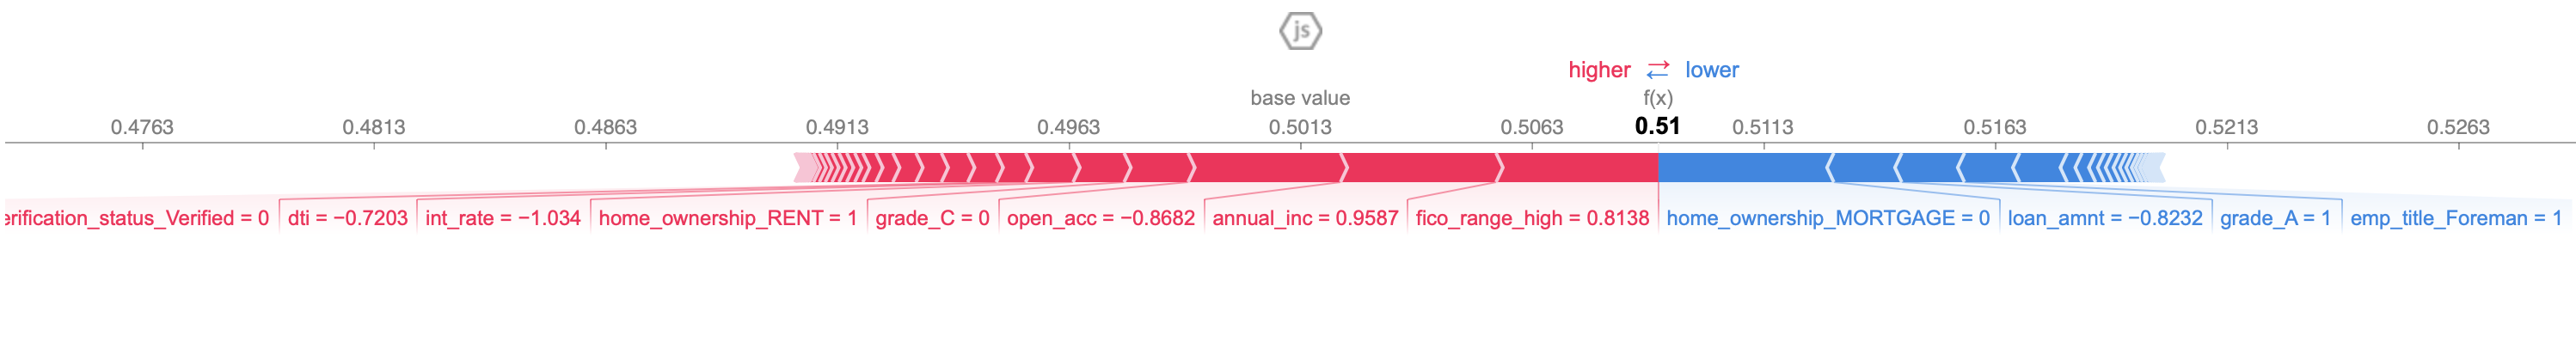 js
higher ⇄ lower
base value f(x)
0.4763 0.4813 0.4863 0.4913 0.4963 0.5013 0.5063 0.51 0.5113 0.5163 0.5213 0.5263
erification_status_Verified = 0 dti = −0.7203 int_rate = −1.034 home_ownership_RENT = 1 grade_C = 0 open_acc = −0.8682 annual_inc = 0.9587 fico_range_high = 0.8138 home_ownership_MORTGAGE = 0 loan_amnt = −0.8232 grade_A = 1 emp_title_Foreman = 1